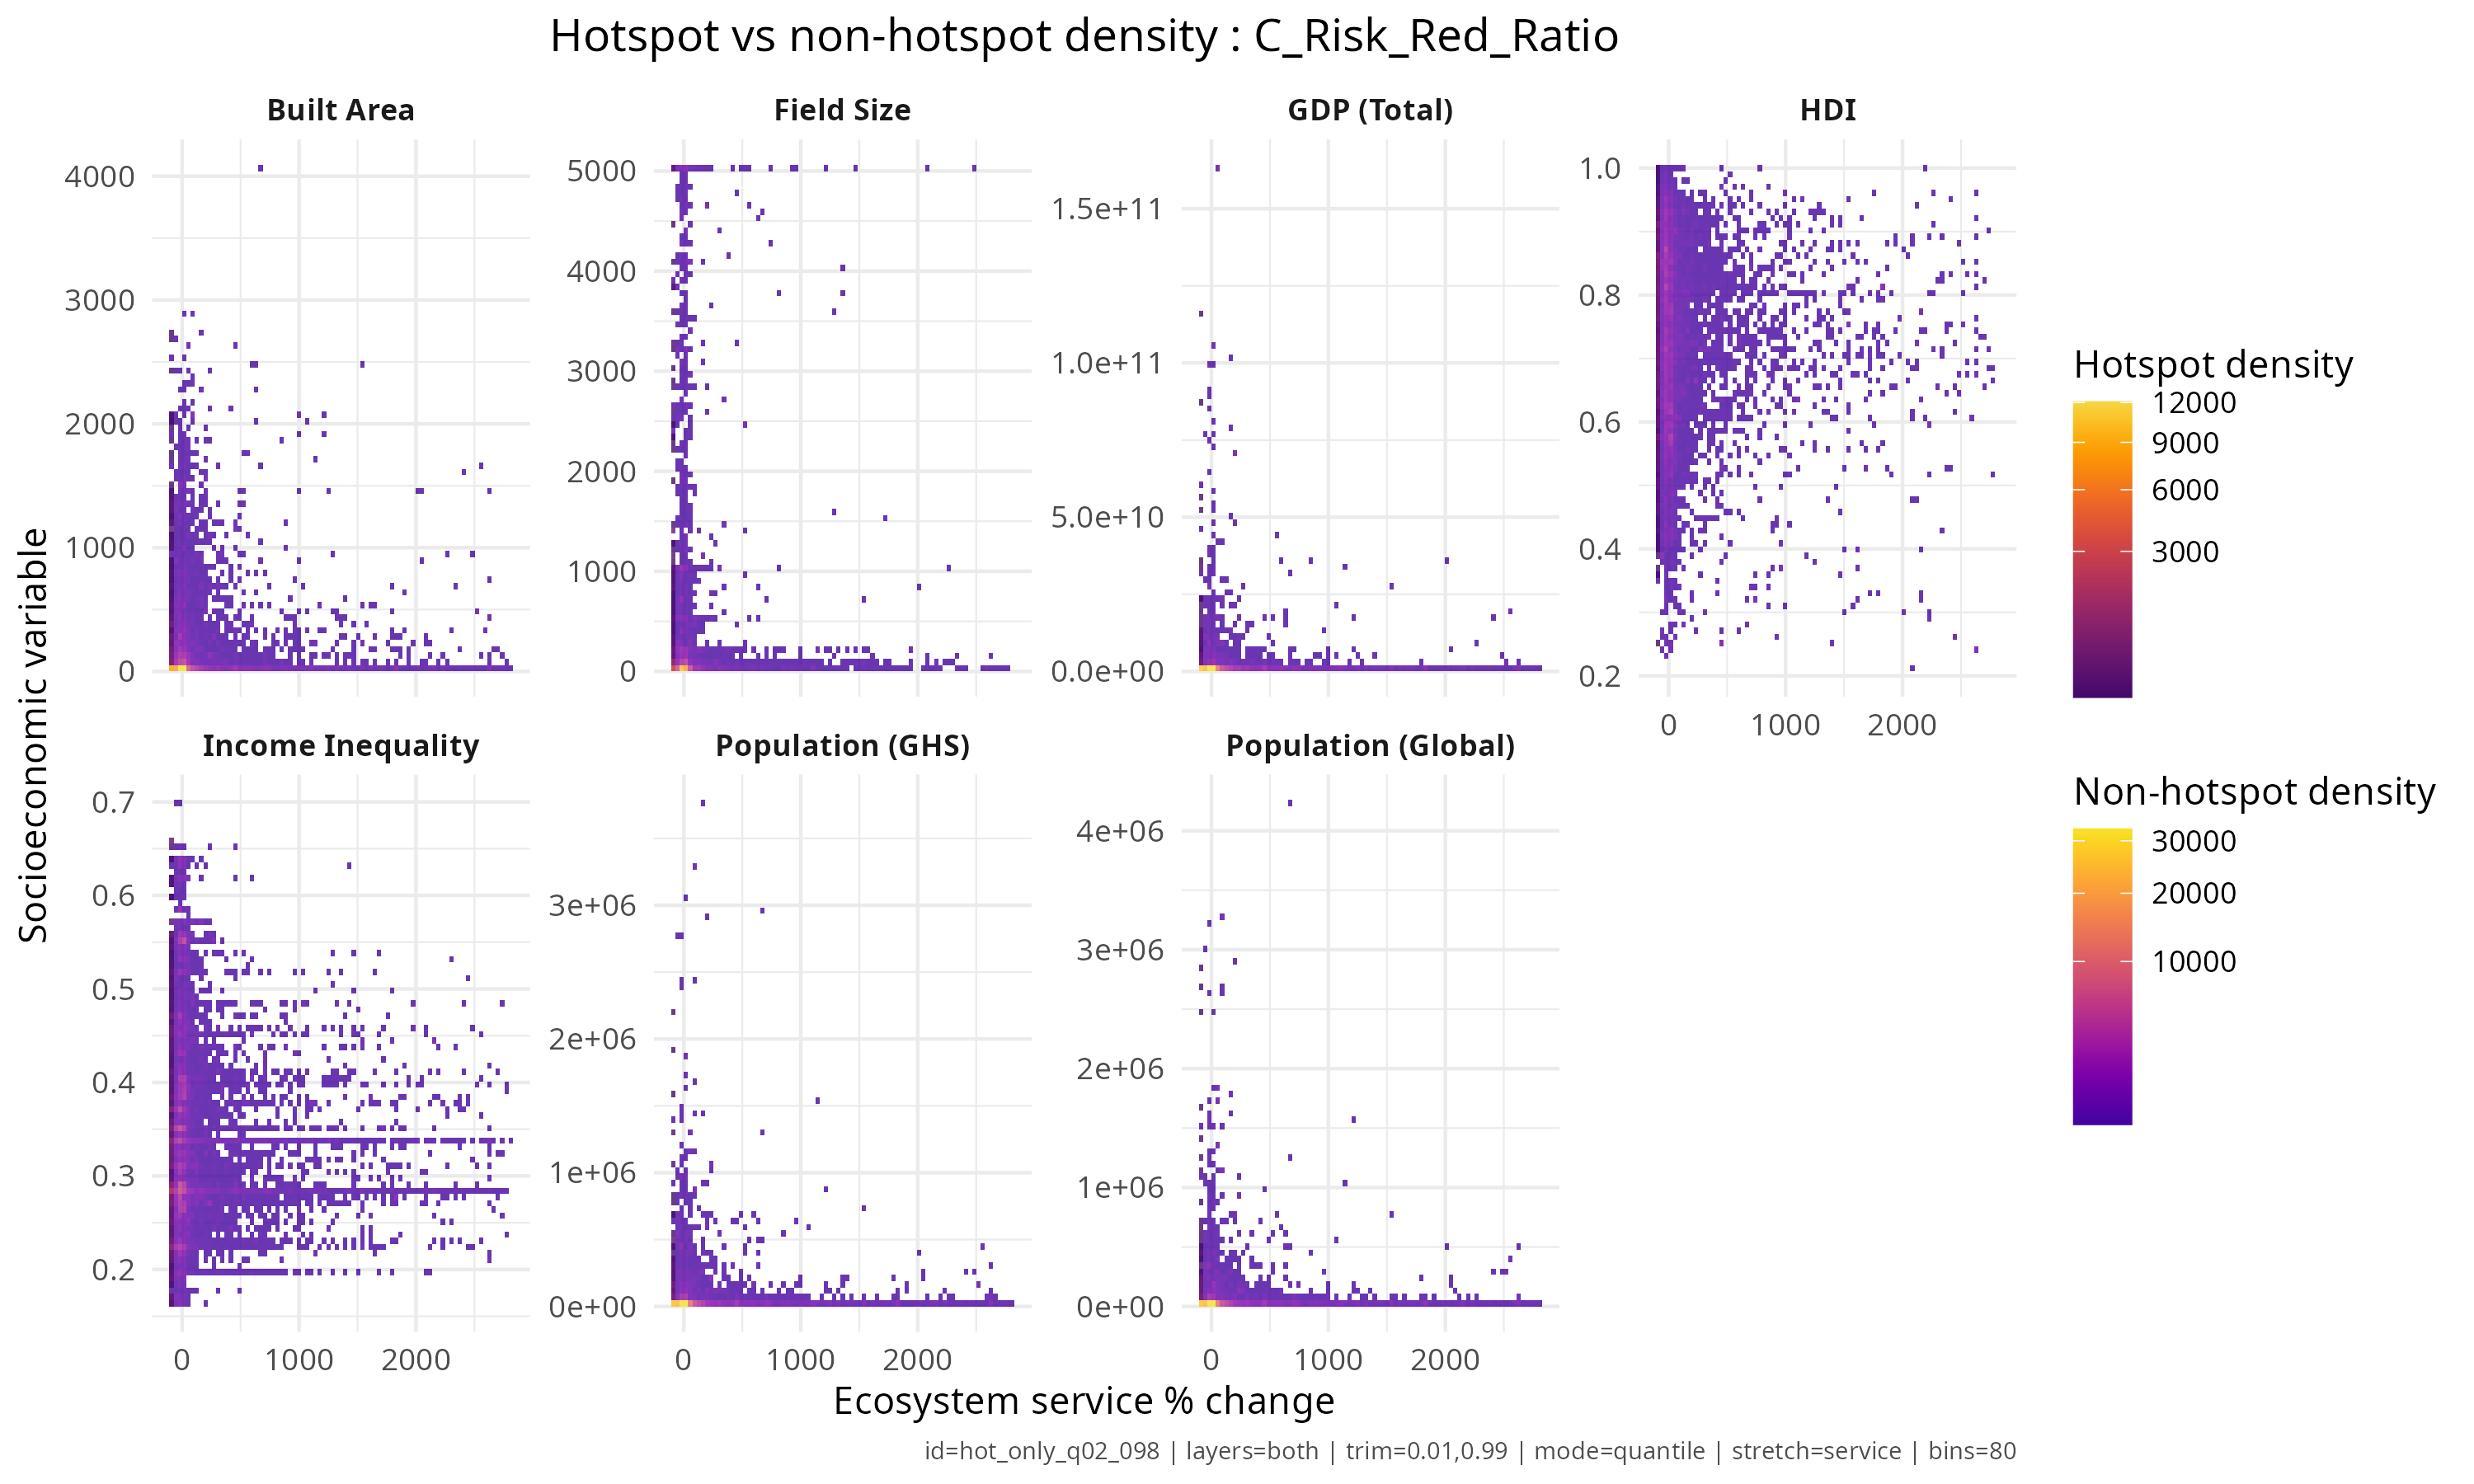 Hotspot vs non-hotspot density : C_Risk_Red_Ratio
Built Area
Field Size
GDP (Total)
HDI
4000
3000
2000
1000
0
5000
4000
3000
2000
1000
0
1.5e+11
1.0e+11
5.0e+10
0.0e+00
1.0
0.8
0.6
0.4
0.2
0 1000 2000
Socioeconomic variable
Income Inequality
Population (GHS)
Population (Global)
0.7
0.6
0.5
0.4
0.3
0.2
0 1000 2000
3e+06
2e+06
1e+06
0e+00
0 1000 2000
4e+06
3e+06
2e+06
1e+06
0e+00
0 1000 2000
Ecosystem service % change
Hotspot density
12000
9000
6000
3000
Non-hotspot density
30000
20000
10000
id=hot_only_q02_098 | layers=both | trim=0.01,0.99 | mode=quantile | stretch=service | bins=80